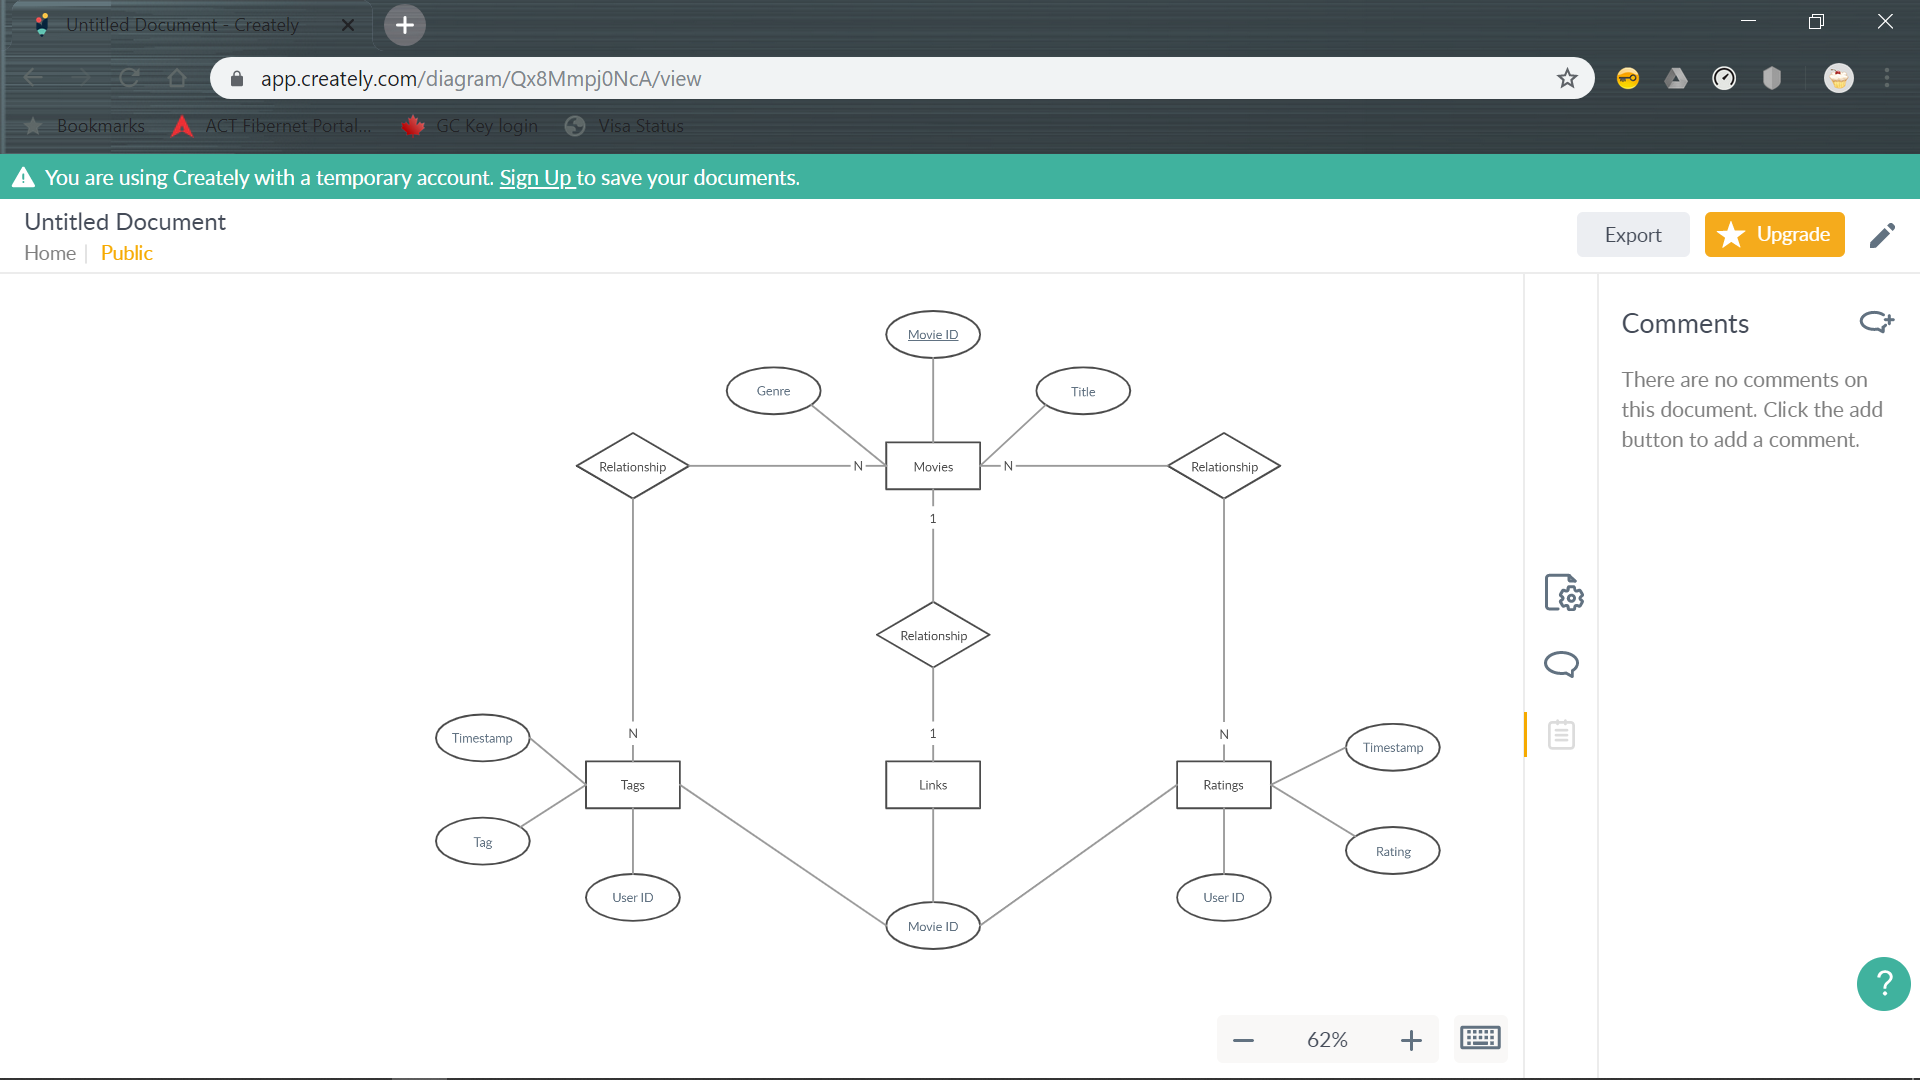 Untitled Document - Creately
app.creately.com/diagram/Qx8Mmpj0NcA/view
Bookmarks ACT Fibernet Portal... GC Key login Visa Status
You are using Creately with a temporary account. Sign Up to save your documents.
Untitled Document
Home | Public
Export
Upgrade
Comments
There are no comments on
this document. Click the add
button to add a comment.
Movie ID
Genre
Title
Relationship
N
Movies
N
Relationship
1
Relationship
N
1
N
Timestamp
Tags
Links
Ratings
Timestamp
Tag
Rating
User ID
Movie ID
User ID
62%
?